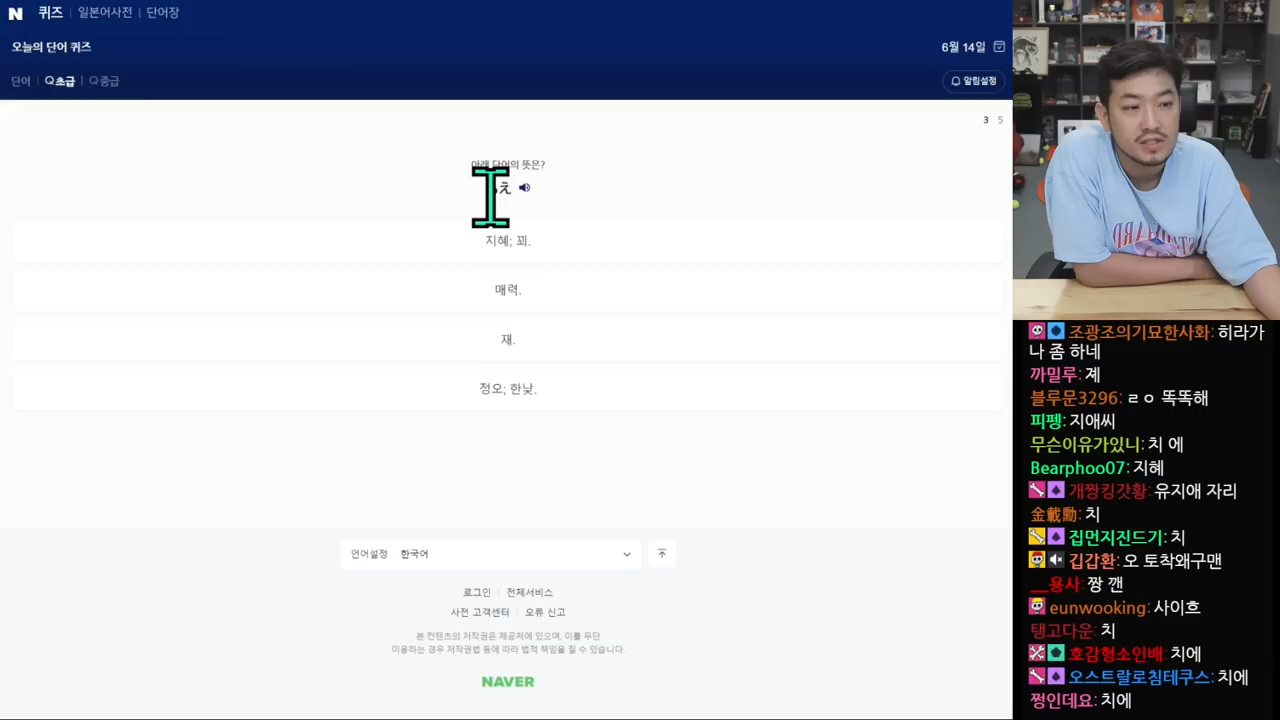 N 퀴즈 | 일본어사전 | 단어장
오늘의 단어 퀴즈
6월 14일
단어 | Q초급 | Q중급
알림설정
3 5
아래 단어의 뜻은?
え
지혜; 꾀.
매력.
재.
정오; 한낮.
언어설정 한국어
로그인 | 전체서비스
사전 고객센터 | 오류 신고
본 컨텐츠의 저작권은 제공처에 있으며, 이를 무단
이용하는 경우 저작권법 등에 따라 법적 책임을 질 수 있습니다.
NAVER
조광조의기묘한사화: 히라가
나 좀 하네
까밀루: 졔
블루문3296: ㄹㅇ 똑똑해
피펭: 지애씨
무슨이유가있니: 치 에
Bearphoo07: 지혜
개짱킹갓황: 유지애 자리
金載勳: 치
집먼지진드기: 치
김갑환: 오 토착왜구맨
__용사: 짱 깬
eunwooking: 사이흐
탱고다운: 치
호감형소인배: 치에
오스트랄로침테쿠스: 치에
쩡인데요: 치에